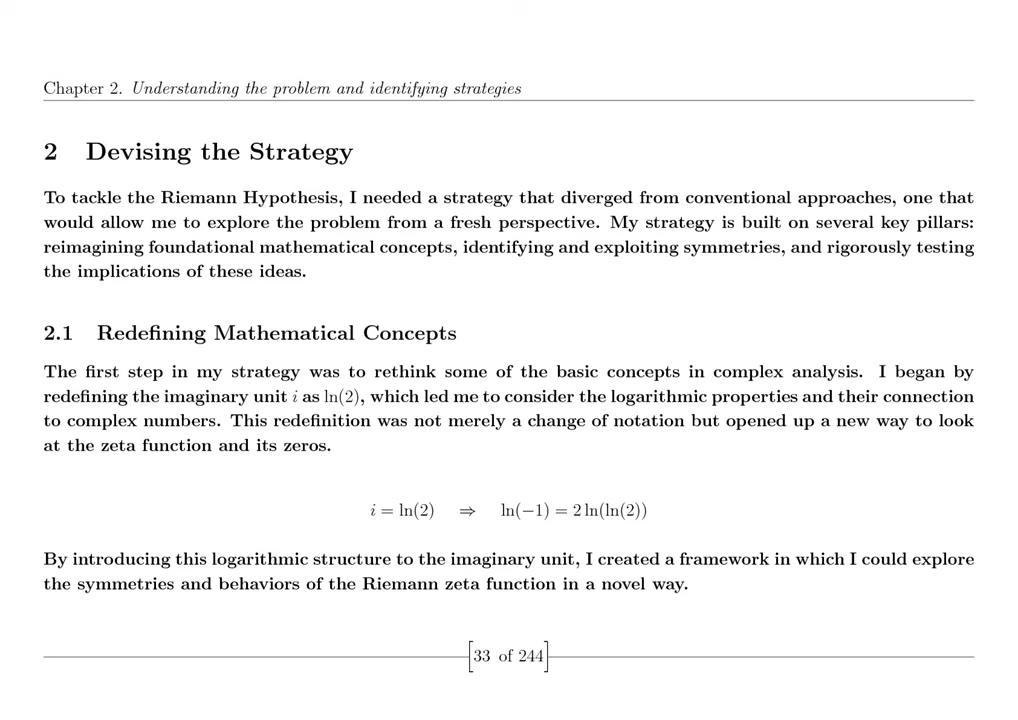 Chapter 2. Understanding the problem and identifying strategies
2 Devising the Strategy
To tackle the Riemann Hypothesis, I needed a strategy that diverged from conventional approaches, one that
would allow me to explore the problem from a fresh perspective. My strategy is built on several key pillars:
reimagining foundational mathematical concepts, identifying and exploiting symmetries, and rigorously testing
the implications of these ideas.
2.1 Redefining Mathematical Concepts
The first step in my strategy was to rethink some of the basic concepts in complex analysis. I began by
redefining the imaginary unit i as ln(2), which led me to consider the logarithmic properties and their connection
to complex numbers. This redefinition was not merely a change of notation but opened up a new way to look
at the zeta function and its zeros.
i = ln(2) ⇒ ln(−1) = 2 ln(ln(2))
By introducing this logarithmic structure to the imaginary unit, I created a framework in which I could explore
the symmetries and behaviors of the Riemann zeta function in a novel way.
[33 of 244]